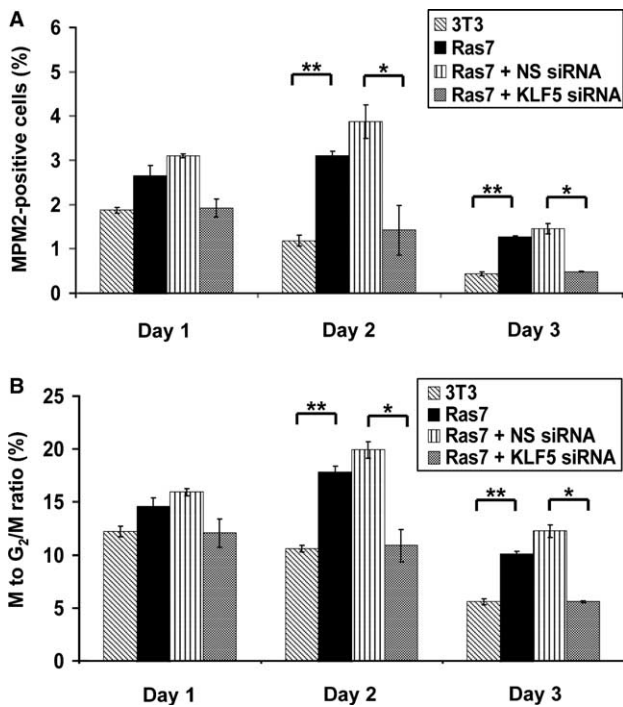 A
MPM2-positive cells (%)
6
5
4
3
2
1
0
3T3
Ras7
Ras7 + NS siRNA
Ras7 + KLF5 siRNA
** *
** *
Day 1 Day 2 Day 3
B
M to G2/M ratio (%)
25
20
15
10
5
0
3T3
Ras7
Ras7 + NS siRNA
Ras7 + KLF5 siRNA
** *
** *
Day 1 Day 2 Day 3